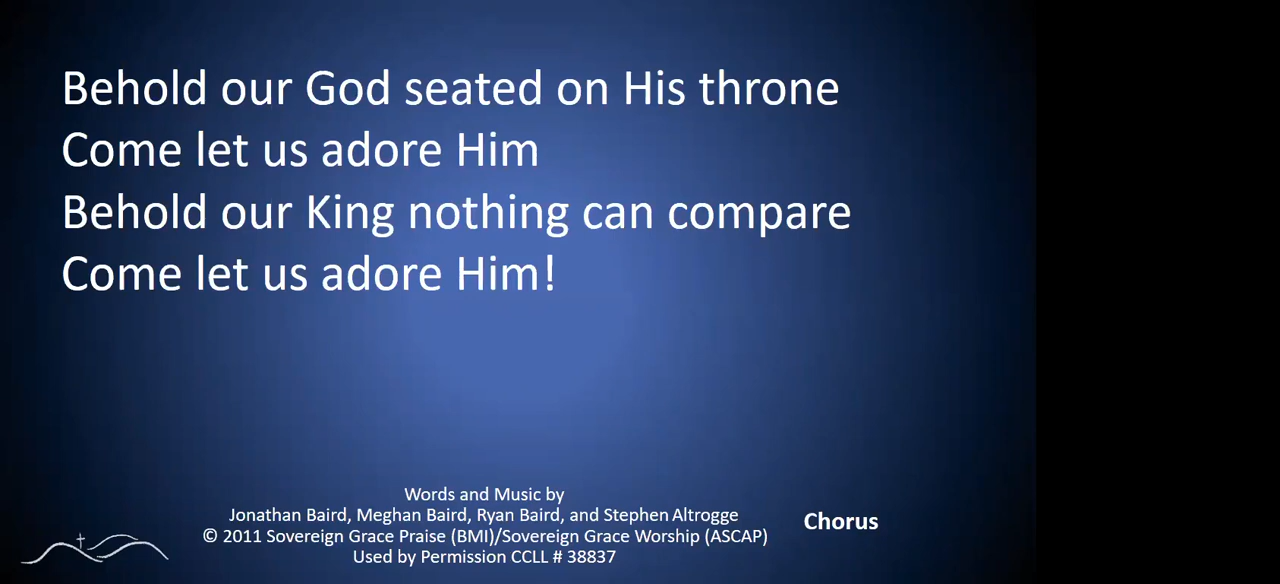 Behold our God seated on His throne
Come let us adore Him
Behold our King nothing can compare
Come let us adore Him!
Words and Music by
Jonathan Baird, Meghan Baird, Ryan Baird, and Stephen Altrogge
© 2011 Sovereign Grace Praise (BMI)/Sovereign Grace Worship (ASCAP)
Used by Permission CCLL # 38837
Chorus